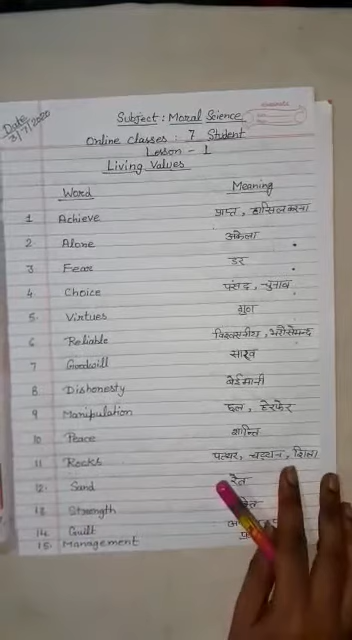 Date
3/7/2020
Subject: Moral Science
Online classes: 7 Student
Lesson - 1
Living Values
Word Meaning
1 Achieve प्राप्त, हासिल करना
2 Alone अकेला
3 Fear डर
4 Choice पसंद, चुनाव
5. Virtues गुण
6 Reliable विश्वसनीय, भरोसेमन्द
7 Goodwill साख
8 Dishonesty बेईमानी
9 Manipulation छल, हेरफेर
10 Peace शान्ति
11 Rocks पत्थर, चट्टान, शिला
12. Sand रेत
13 Strength
14 Guilt
15. Management